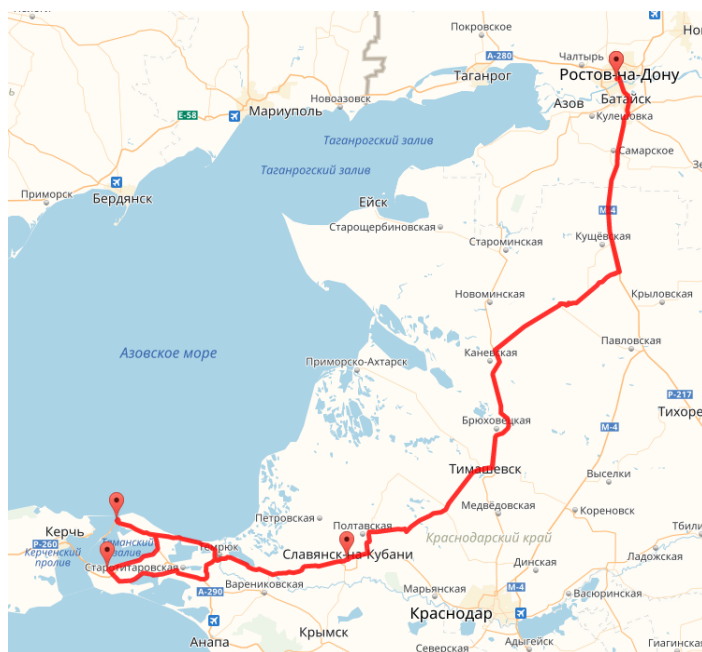 Покровское
Чалтырь
A-280
Таганрог
Ростов-на-Дону
Новоазовск
Азов
Батайск
E-58
Мариуполь
Кулешовка
Таганрогский залив
Самарское
Таганрогский залив
Приморск
Бердянск
Ейск
М-4
Старощербиновская
Кущёвская
Староминская
Новоминская
Крыловская
Азовское море
Каневская
Павловская
Приморско-Ахтарск
P-217
Тихоре
Брюховецкая
М-4
Тимашевск
Выселки
Медвёдовская
Кореновск
Петровская
Полтавская
Тбили
Керчь
P-260
Таманский
залив
Темрюк
Краснодарский край
Керченский
пролив
Славянск-на Кубани
Ладожская
Старотитаровская
Динская
A-290
Варениковская
Марьянская
М-4
Васюринская
Краснодар
Анапа
Крымск
Адыгейск
Северская
Гиагинская